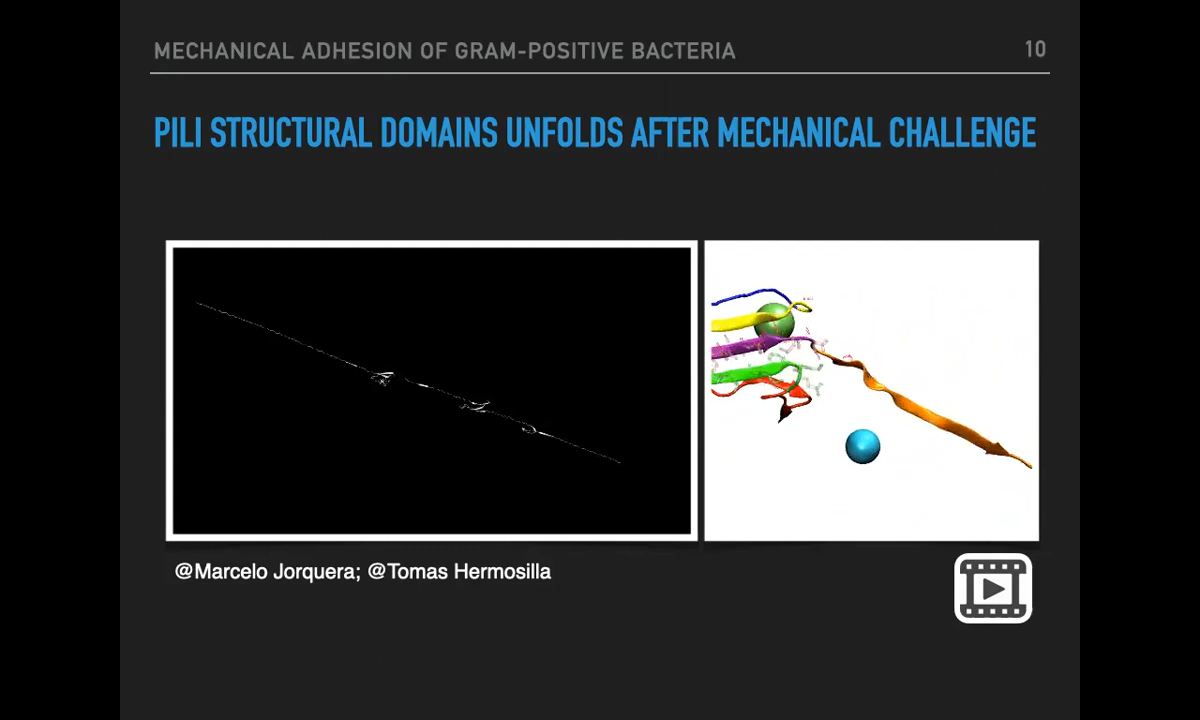 MECHANICAL ADHESION OF GRAM-POSITIVE BACTERIA 10
PILI STRUCTURAL DOMAINS UNFOLDS AFTER MECHANICAL CHALLENGE
@Marcelo Jorquera; @Tomas Hermosilla